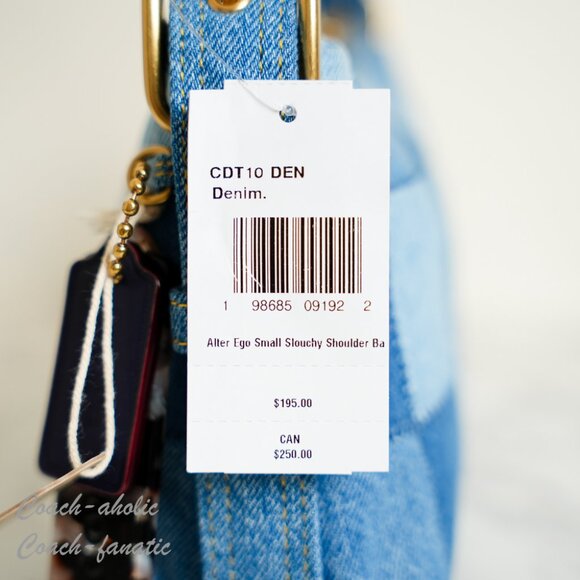 CDT10 DEN
Denim.
1 98685 09192 2
Alter Ego Small Slouchy Shoulder Ba
$195.00
CAN
$250.00
Coach-aholic
Coach-fanatic